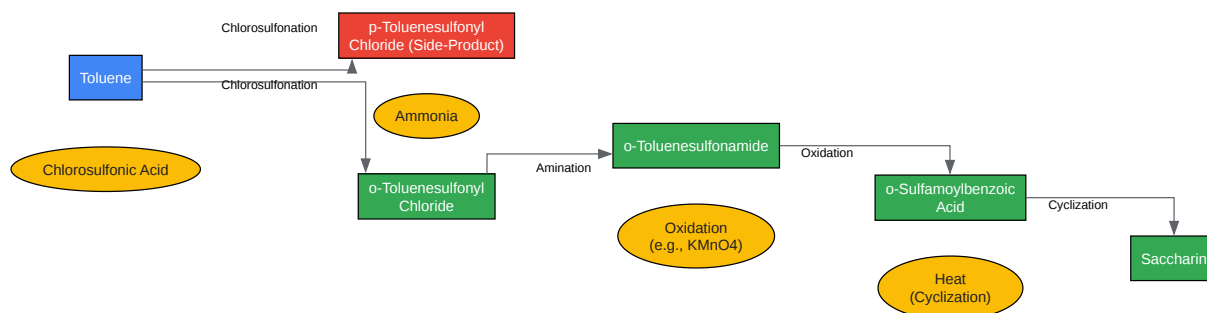 Chlorosulfonation
p-Toluenesulfonyl
Chloride (Side-Product)
Toluene
Chlorosulfonation
Ammonia
Chlorosulfonic Acid
o-Toluenesulfonyl
Chloride
Amination
o-Toluenesulfonamide
Oxidation
Oxidation
(e.g., KMnO4)
o-Sulfamoylbenzoic
Acid
Cyclization
Heat
(Cyclization)
Saccharin